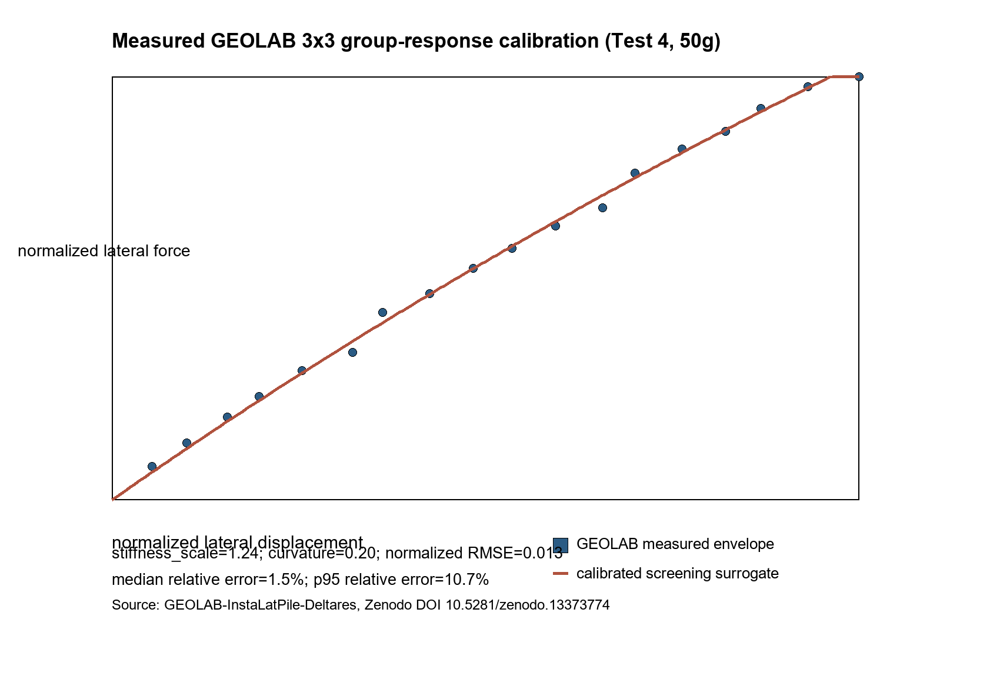 Measured GEOLAB 3x3 group-response calibration (Test 4, 50g)
normalized lateral force
normalized lateral displacement
stiffness_scale=1.24; curvature=0.20; normalized RMSE=0.013
median relative error=1.5%; p95 relative error=10.7%
Source: GEOLAB-InstaLatPile-Deltares, Zenodo DOI 10.5281/zenodo.13373774
GEOLAB measured envelope
calibrated screening surrogate